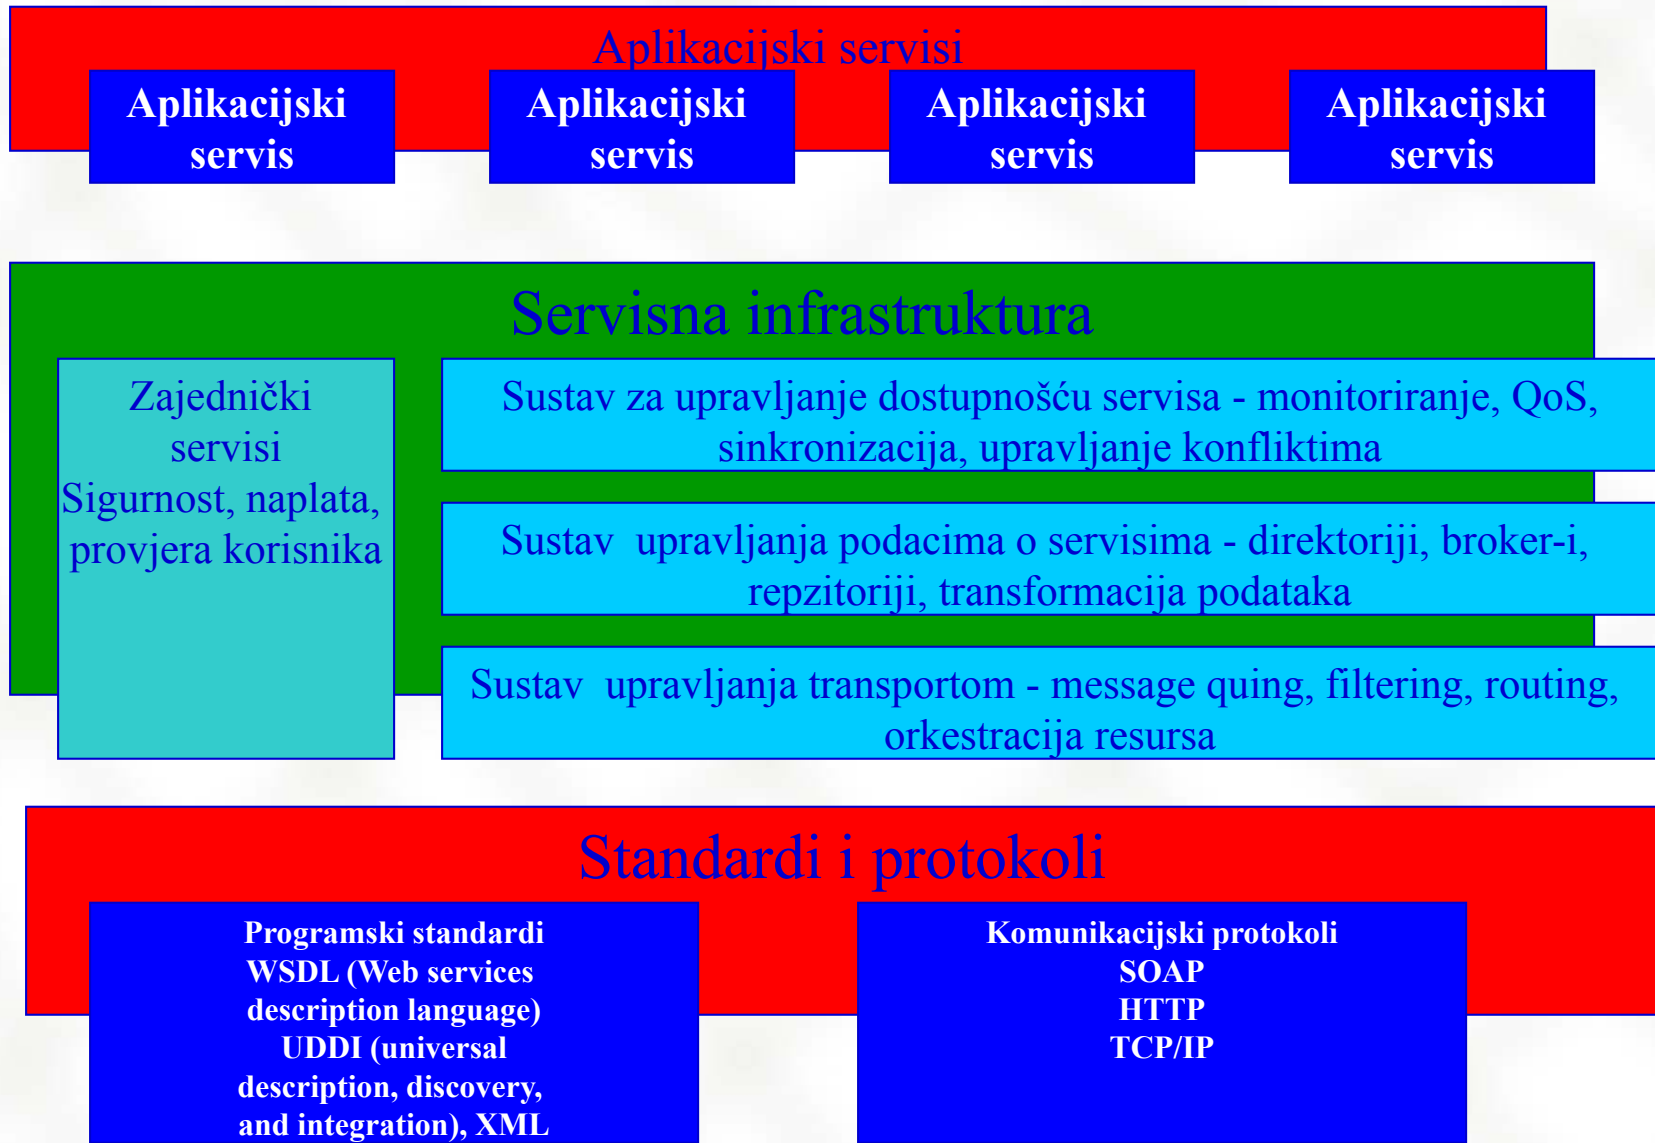 Aplikacijski servisi
Aplikacijski
servis
Aplikacijski
servis
Aplikacijski
servis
Aplikacijski
servis
Servisna infrastruktura
Zajednički
servisi
Sigurnost, naplata,
provjera korisnika
Sustav za upravljanje dostupnošću servisa - monitoriranje, QoS,
sinkronizacija, upravljanje konfliktima
Sustav upravljanja podacima o servisima - direktoriji, broker-i,
repzitoriji, transformacija podataka
Sustav upravljanja transportom - message quing, filtering, routing,
orkestracija resursa
Standardi i protokoli
Programski standardi
WSDL (Web services
description language)
UDDI (universal
description, discovery,
and integration), XML
Komunikacijski protokoli
SOAP
HTTP
TCP/IP